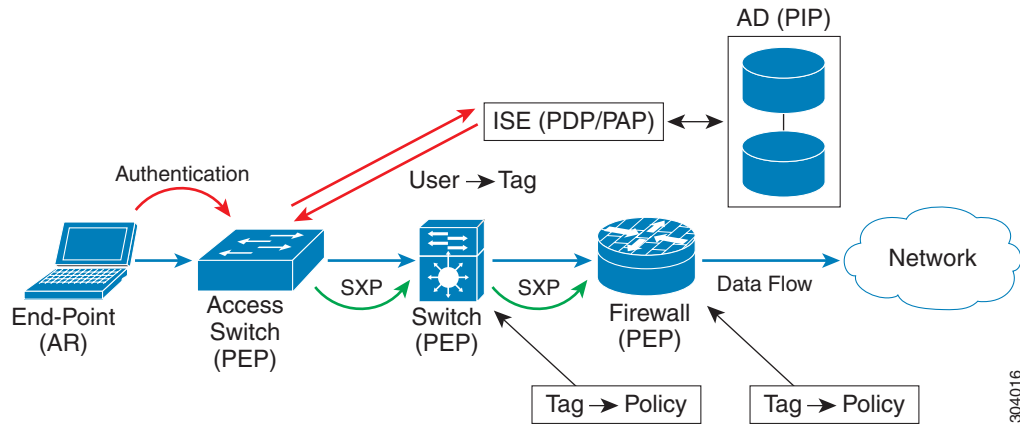 AD (PIP)
ISE (PDP/PAP)
Authentication
User → Tag
Network
SXP
SXP
Data Flow
End-Point
(AR)
Access
Switch
(PEP)
Switch
(PEP)
Firewall
(PEP)
Tag → Policy
Tag → Policy
304016